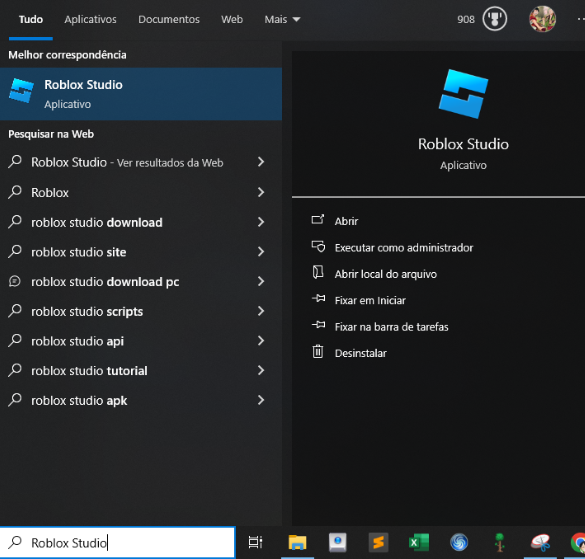 Tudo Aplicativos Documentos Web Mais 908
Melhor correspondência
Roblox Studio
Aplicativo
Pesquisar na Web
Roblox Studio - Ver resultados da Web
Roblox
roblox studio download
roblox studio site
roblox studio download pc
roblox studio scripts
roblox studio api
roblox studio tutorial
roblox studio apk
Roblox Studio
Aplicativo
Abrir
Executar como administrador
Abrir local do arquivo
Fixar em Iniciar
Fixar na barra de tarefas
Desinstalar
Roblox Studio